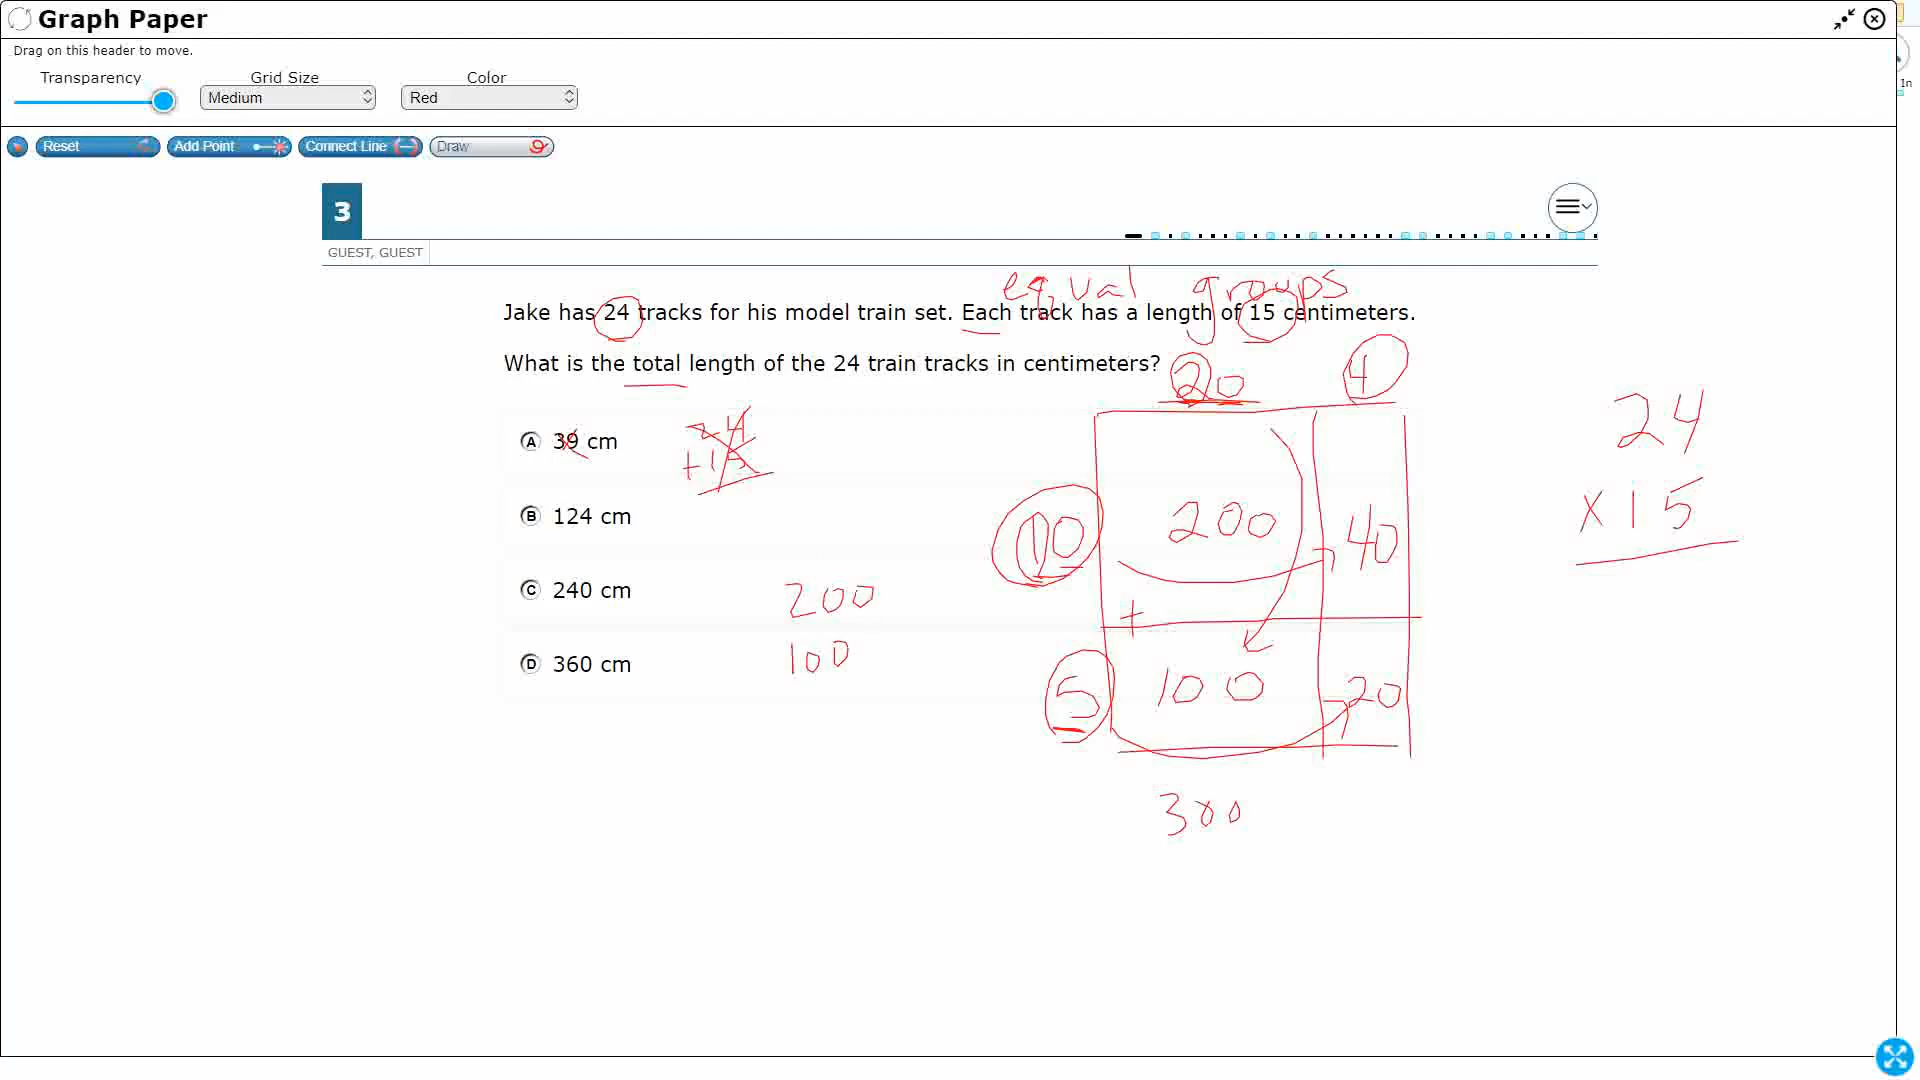 Graph Paper
Drag on this header to move.
Transparency
Grid Size
Color
Medium
Red
Reset
Add Point
Connect Line
Draw
In
3
GUEST, GUEST
equal groups
Jake has 24 tracks for his model train set. Each track has a length of 15 centimeters.
What is the total length of the 24 train tracks in centimeters?
20 4
A 39 cm
24
+15
B 124 cm
C 240 cm
D 360 cm
200
100
10 200 40
+
5 100 20
300
24
x 15